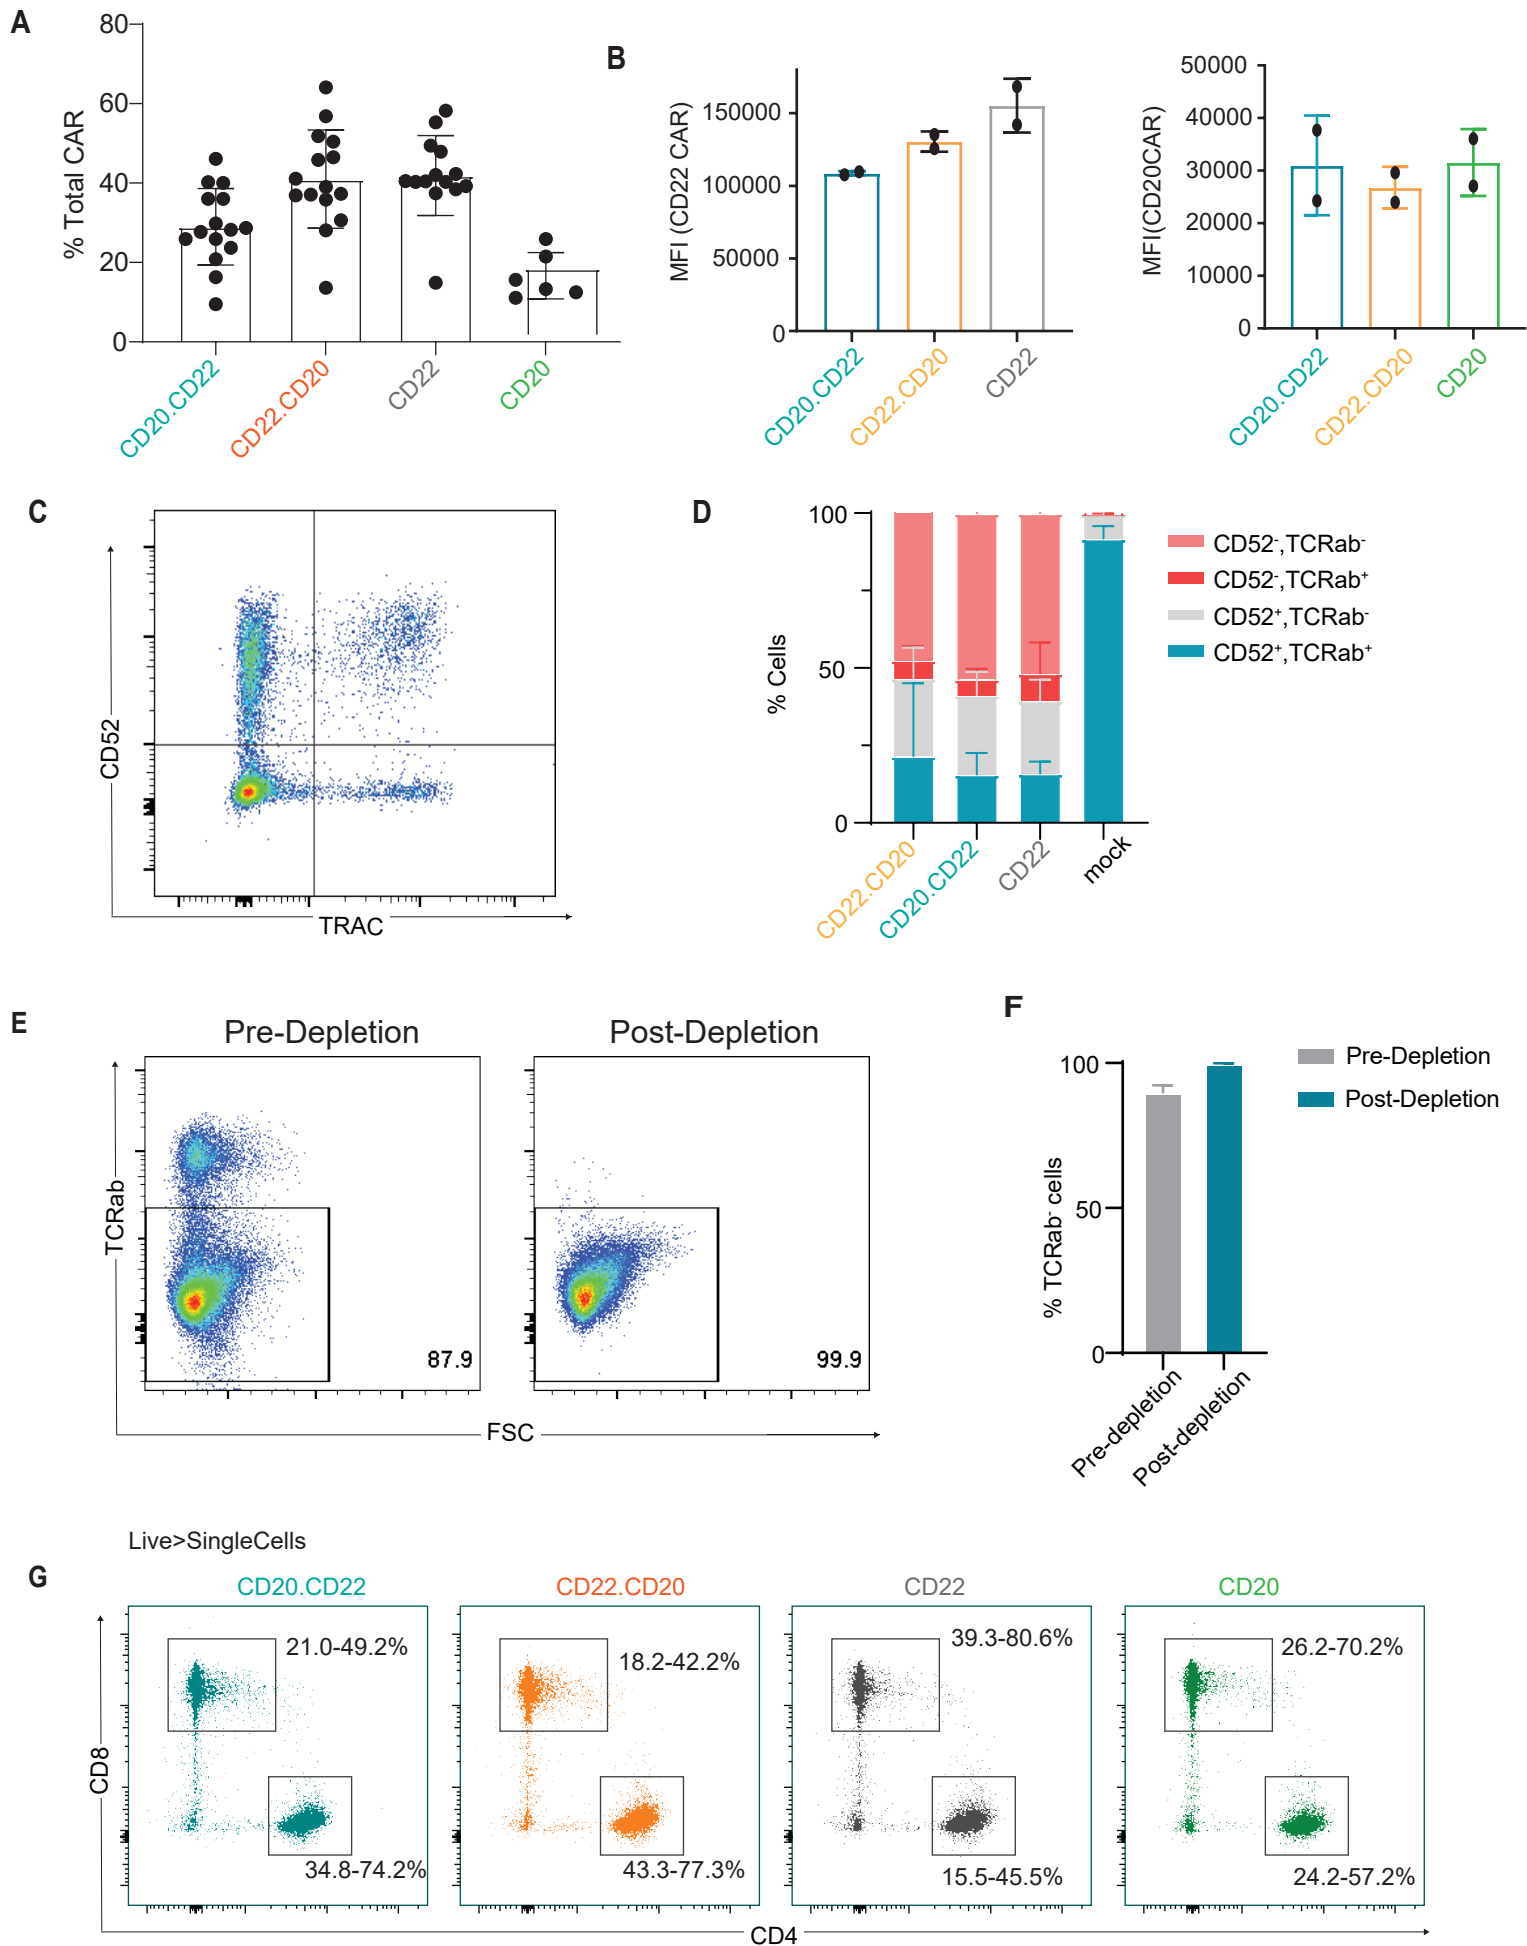 A
80
60
40
20
0
% Total CAR
CD20.CD22
CD22.CD20
CD22
CD20
B
150000
100000
50000
0
MFI (CD22 CAR)
CD20.CD22
CD22.CD20
CD22
50000
40000
30000
20000
10000
0
MFI(CD20CAR)
CD20.CD22
CD22.CD20
CD20
C
CD52
TRAC
D
100
50
0
% Cells
CD22.CD20
CD20.CD22
CD22
mock
CD52⁻,TCRab⁻
CD52⁻,TCRab⁺
CD52⁺,TCRab⁻
CD52⁺,TCRab⁺
E
Pre-Depletion
Post-Depletion
TCRab
87.9
99.9
FSC
F
100
50
0
% TCRab⁻ cells
Pre-depletion
Post-depletion
Pre-Depletion
Post-Depletion
Live>SingleCells
G
CD20.CD22
CD22.CD20
CD22
CD20
CD8
21.0-49.2%
18.2-42.2%
39.3-80.6%
26.2-70.2%
34.8-74.2%
43.3-77.3%
15.5-45.5%
24.2-57.2%
CD4